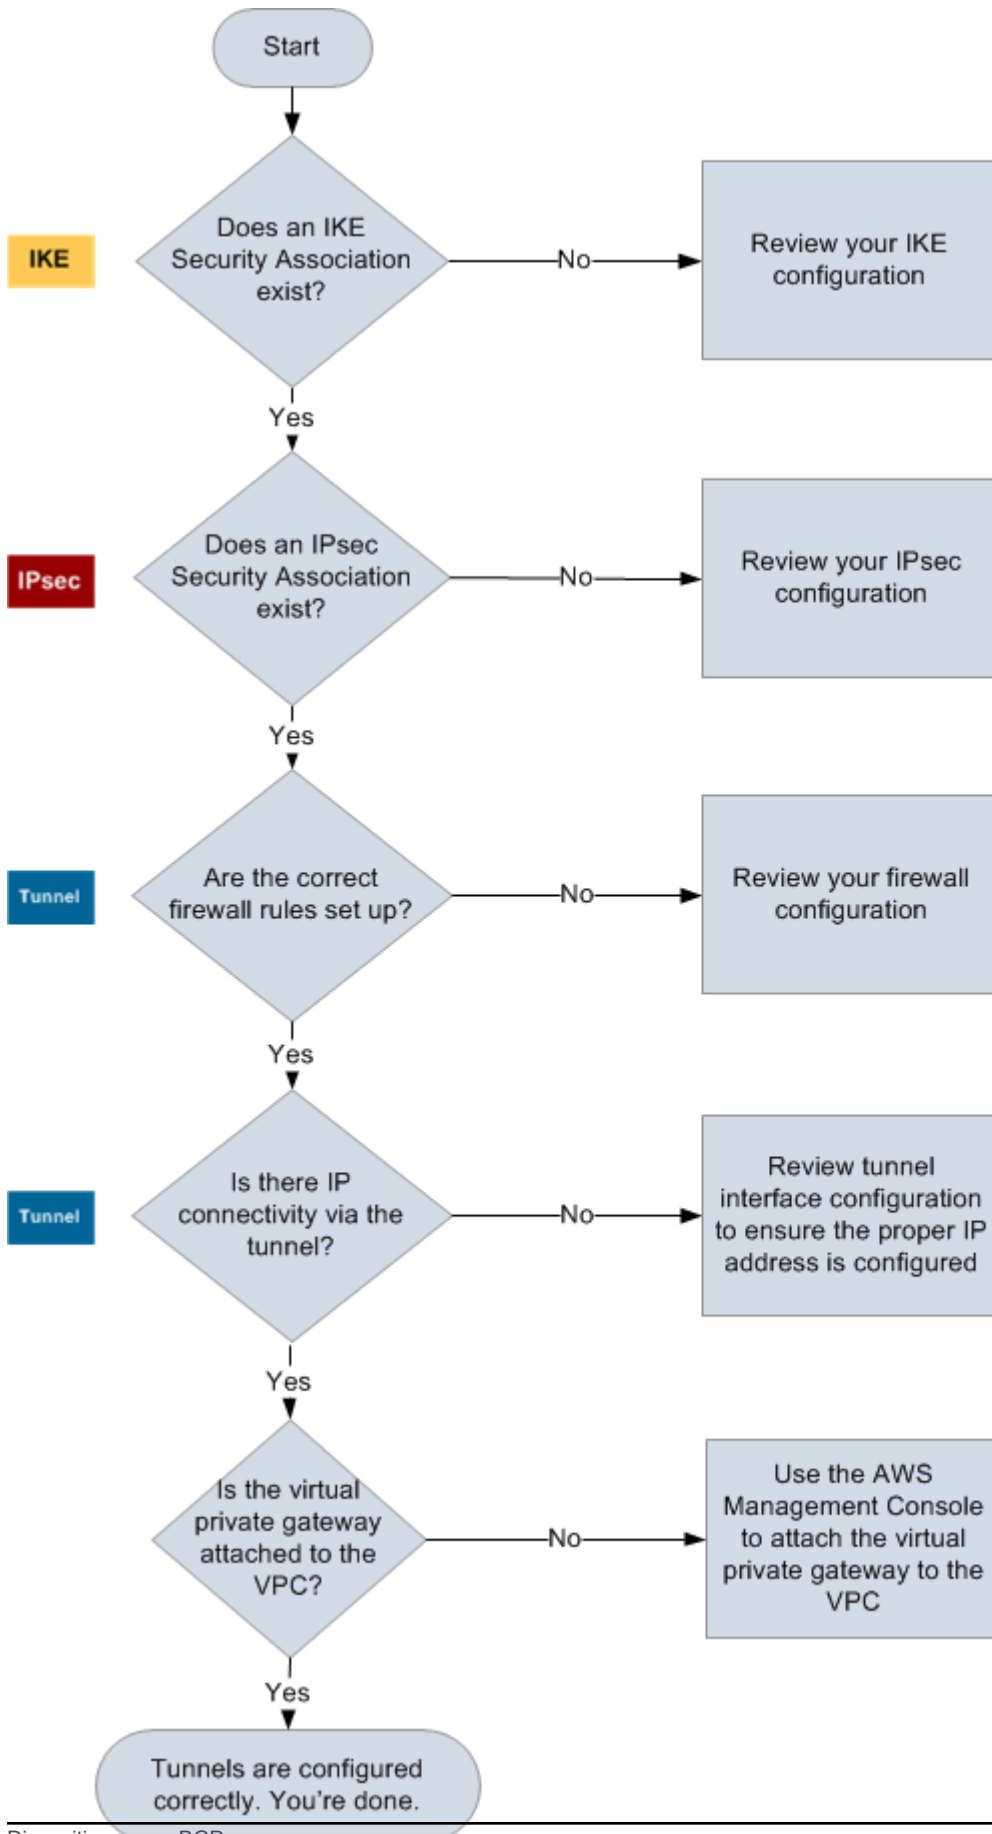 Start
Does an IKE
Security Association
exist?
IKE
No
Review your IKE
configuration
Yes
Does an IPsec
Security Association
exist?
IPsec
No
Review your IPsec
configuration
Yes
Are the correct
firewall rules set up?
Tunnel
No
Review your firewall
configuration
Yes
Is there IP
connectivity via the
tunnel?
Tunnel
No
Review tunnel
interface configuration
to ensure the proper IP
address is configured
Yes
Is the virtual
private gateway
attached to the
VPC?
No
Use the AWS
Management Console
to attach the virtual
private gateway to the
VPC
Yes
Tunnels are configured
correctly. You're done.